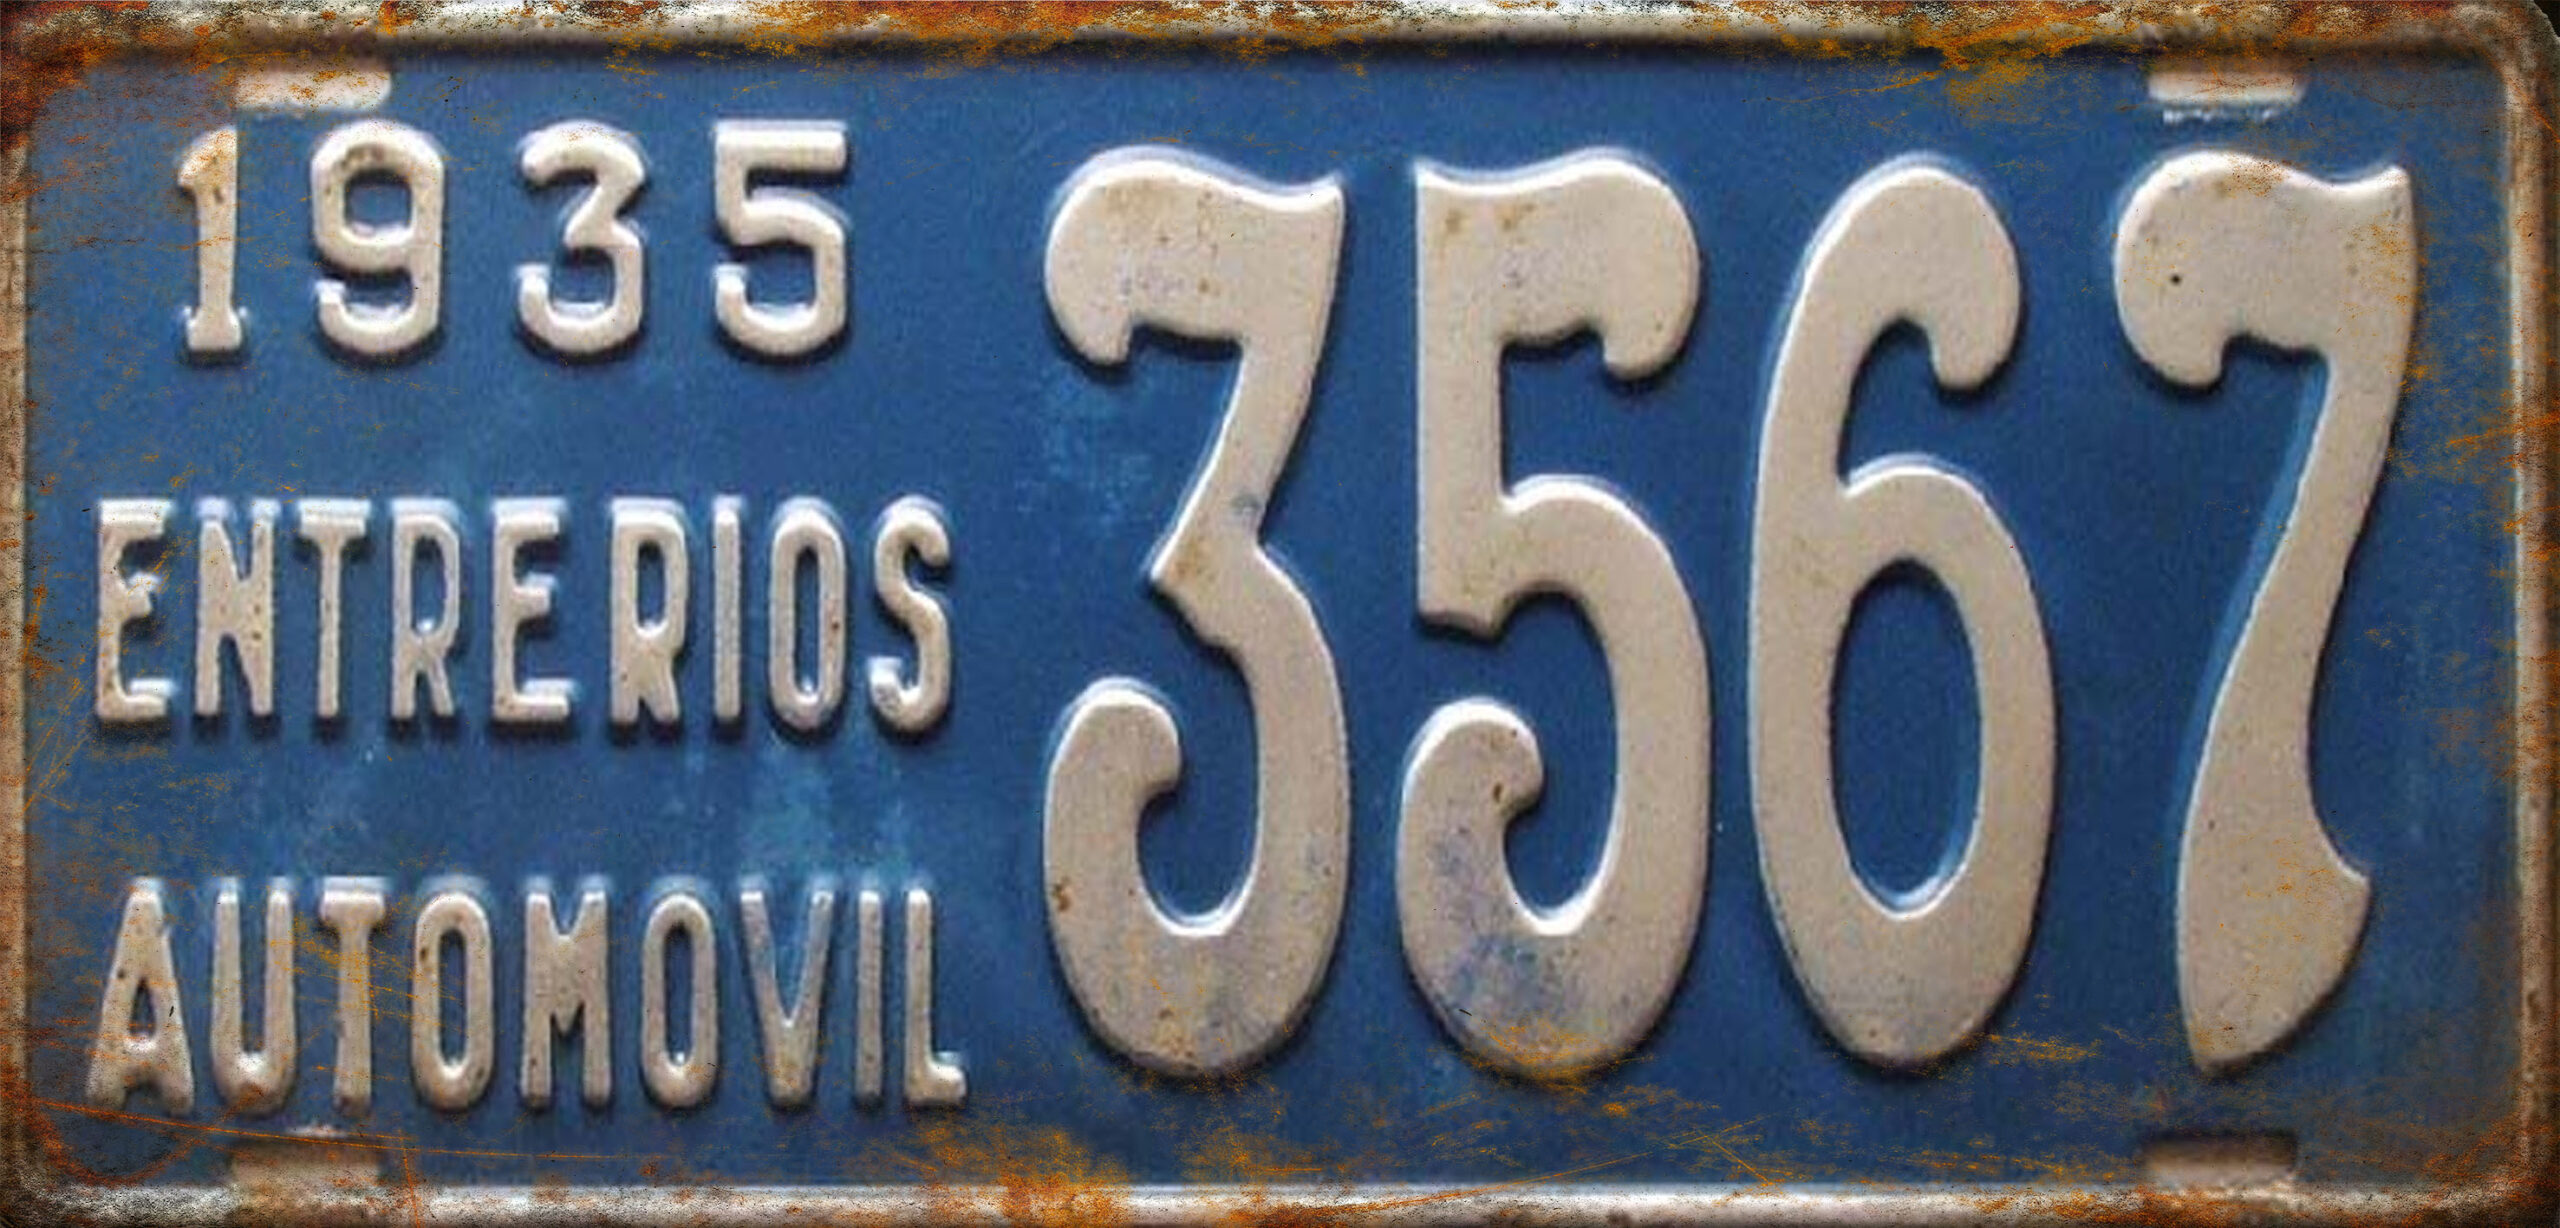 1935
ENTRE RIOS
AUTOMOVIL
3567